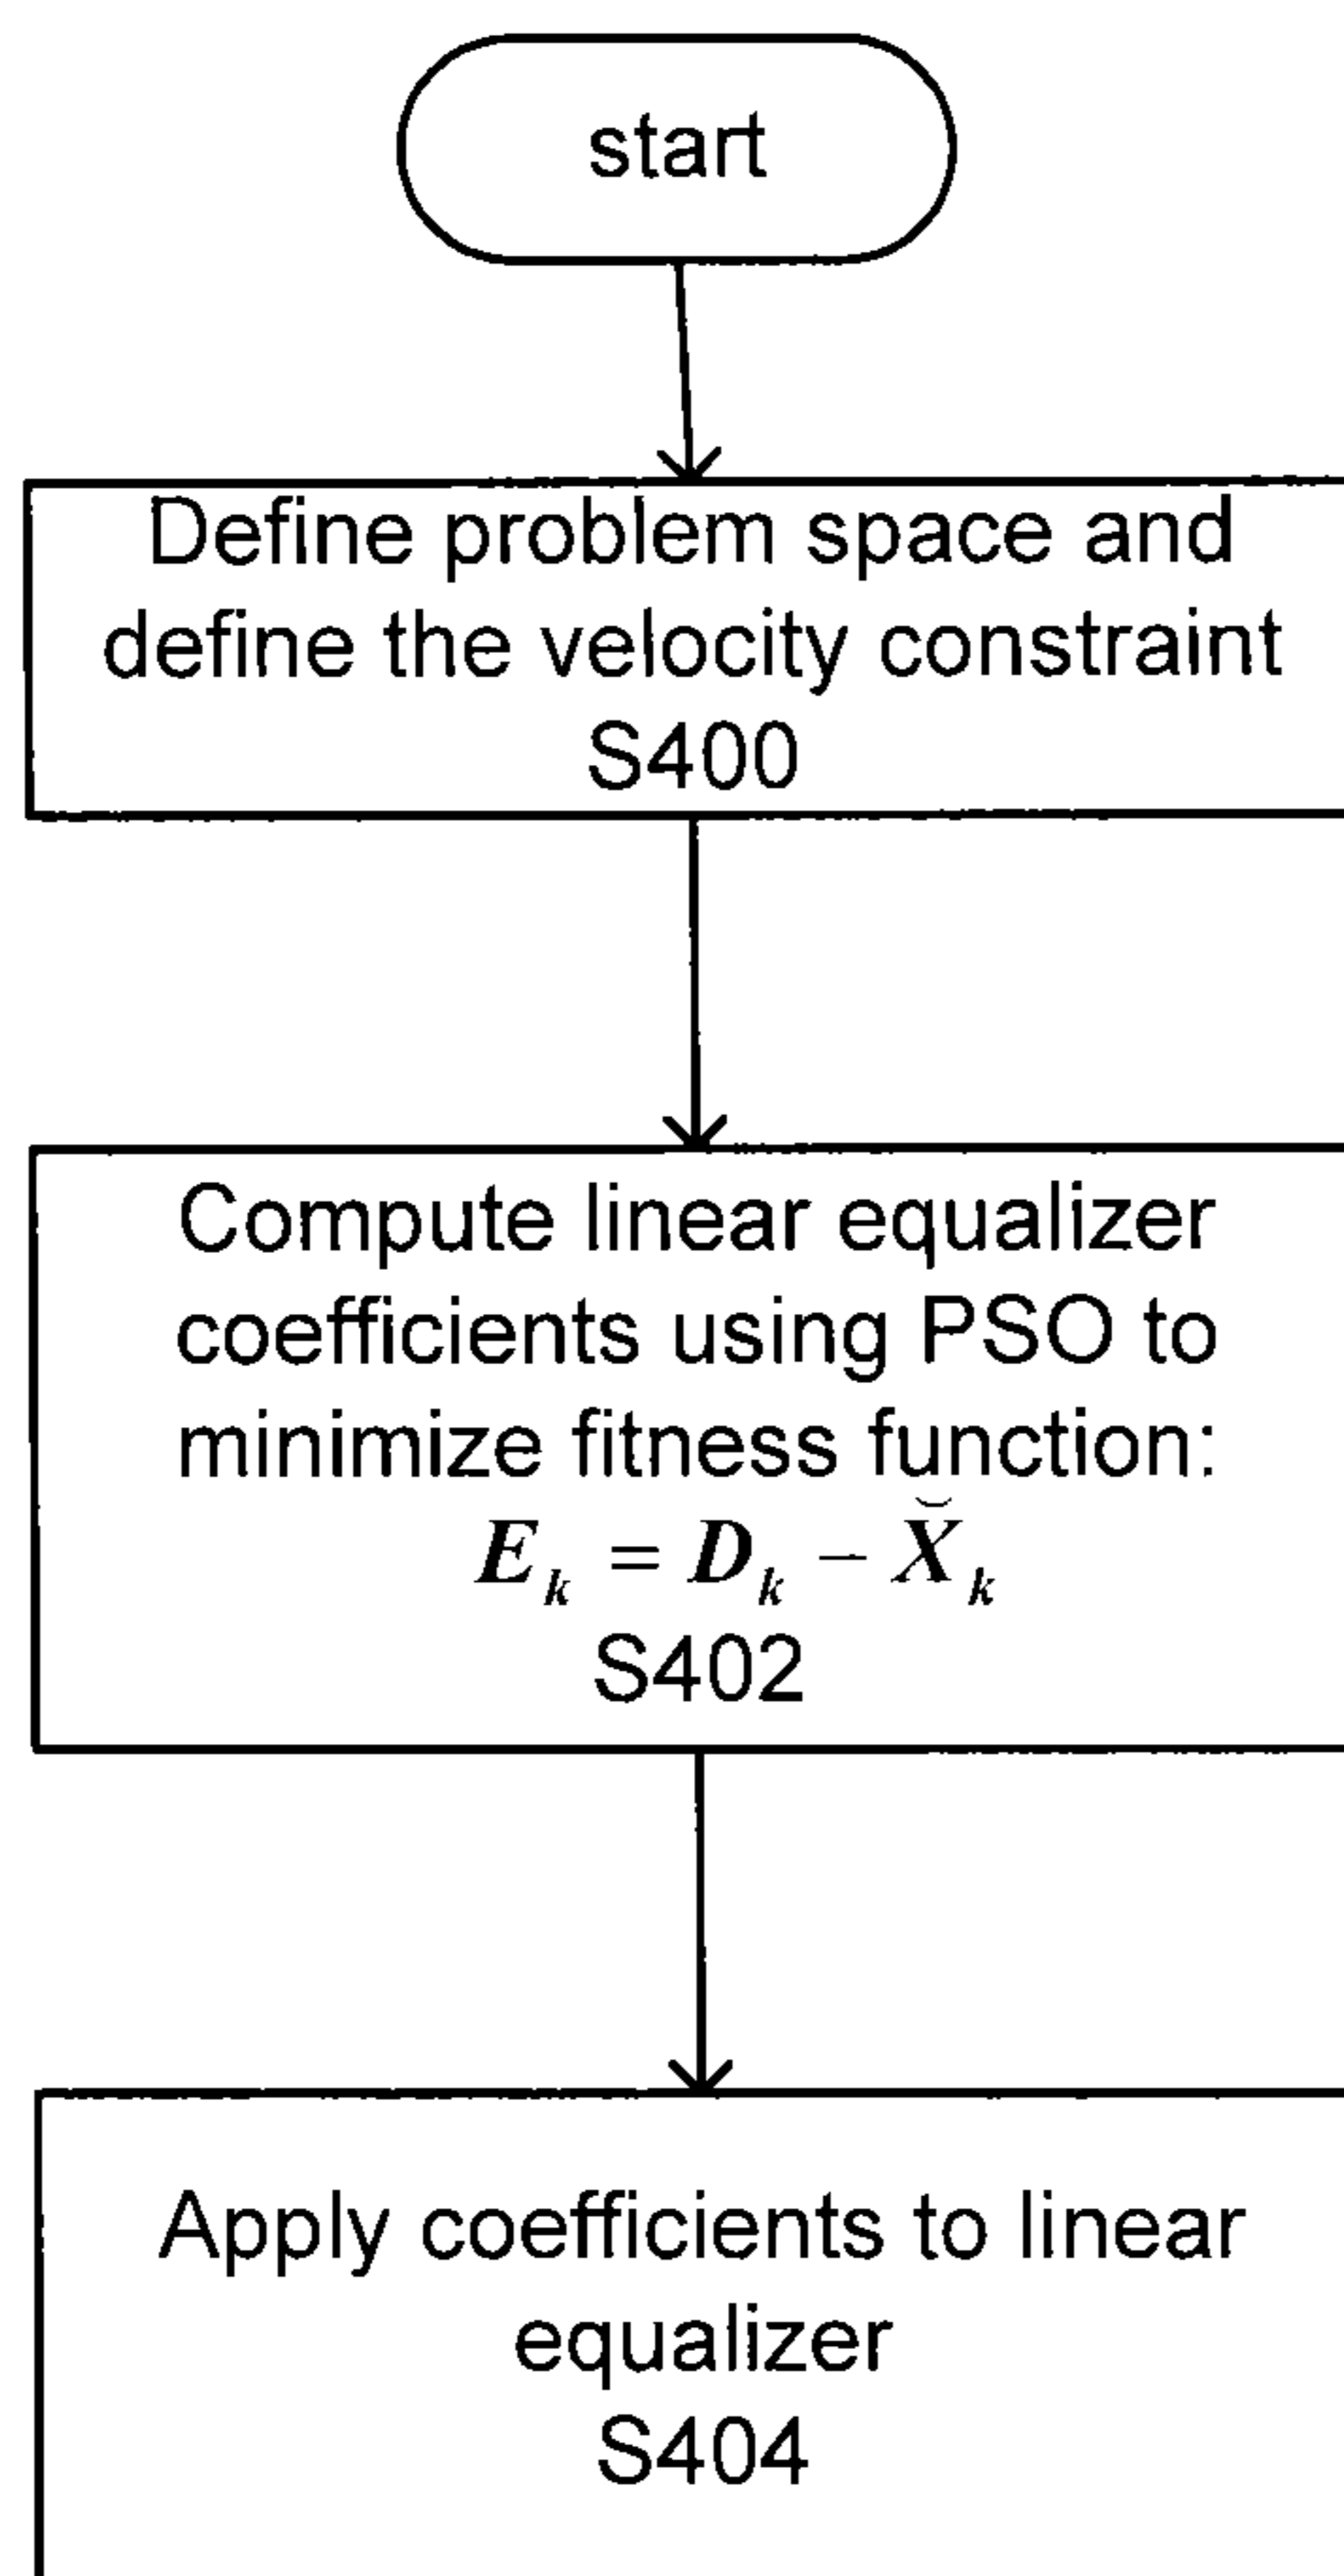 start
Define problem space and
define the velocity constraint
S400
Compute linear equalizer
coefficients using PSO to
minimize fitness function:
E_k = D_k − X̆_k
S402
Apply coefficients to linear
equalizer
S404